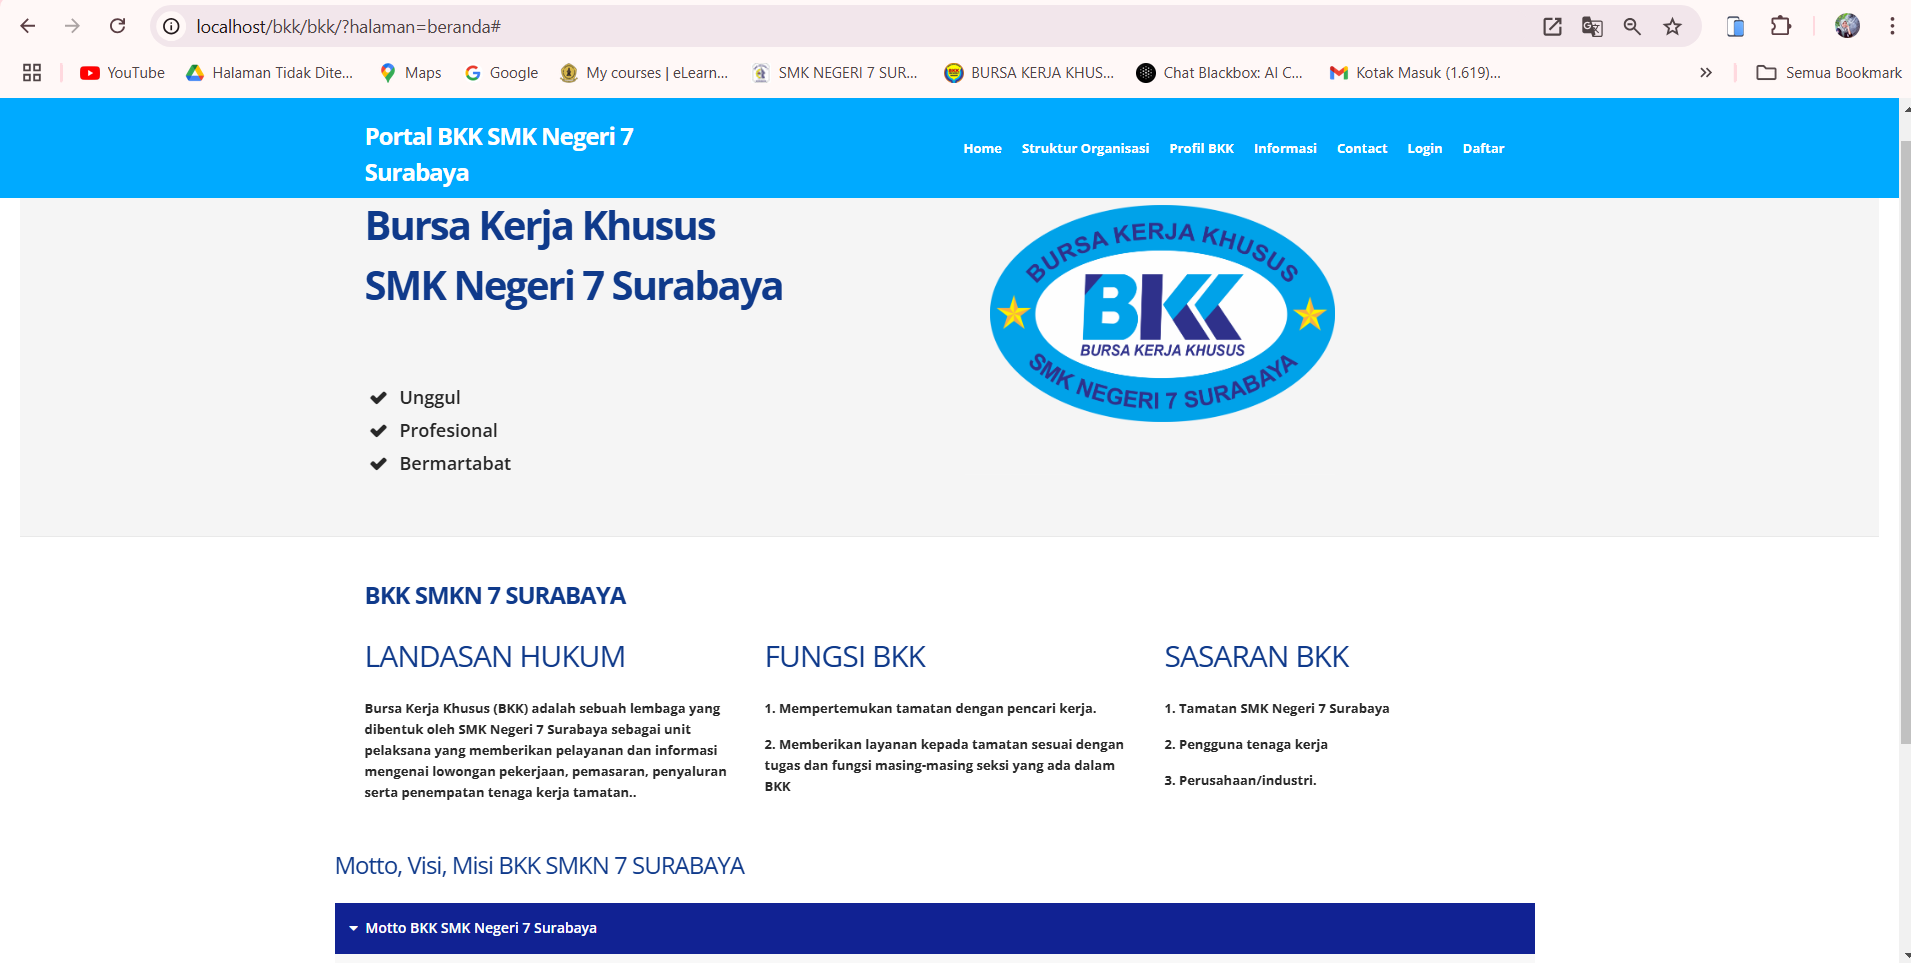 localhost/bkk/bkk/?halaman=beranda#
YouTube
Halaman Tidak Dite...
Maps
Google
My courses | eLearn...
SMK NEGERI 7 SUR...
BURSA KERJA KHUS...
Chat Blackbox: AI C...
Kotak Masuk (1.619)...
»
Semua Bookmark
Portal BKK SMK Negeri 7
Surabaya
Home
Struktur Organisasi
Profil BKK
Informasi
Contact
Login
Daftar
Bursa Kerja Khusus
SMK Negeri 7 Surabaya
BURSA KERJA KHUSUS
BKK
BURSA KERJA KHUSUS
SMK NEGERI 7 SURABAYA
Unggul
Profesional
Bermartabat
BKK SMKN 7 SURABAYA
LANDASAN HUKUM
Bursa Kerja Khusus (BKK) adalah sebuah lembaga yang
dibentuk oleh SMK Negeri 7 Surabaya sebagai unit
pelaksana yang memberikan pelayanan dan informasi
mengenai lowongan pekerjaan, pemasaran, penyaluran
serta penempatan tenaga kerja tamatan..
FUNGSI BKK
1. Mempertemukan tamatan dengan pencari kerja.
2. Memberikan layanan kepada tamatan sesuai dengan
tugas dan fungsi masing-masing seksi yang ada dalam
BKK
SASARAN BKK
1. Tamatan SMK Negeri 7 Surabaya
2. Pengguna tenaga kerja
3. Perusahaan/industri.
Motto, Visi, Misi BKK SMKN 7 SURABAYA
Motto BKK SMK Negeri 7 Surabaya